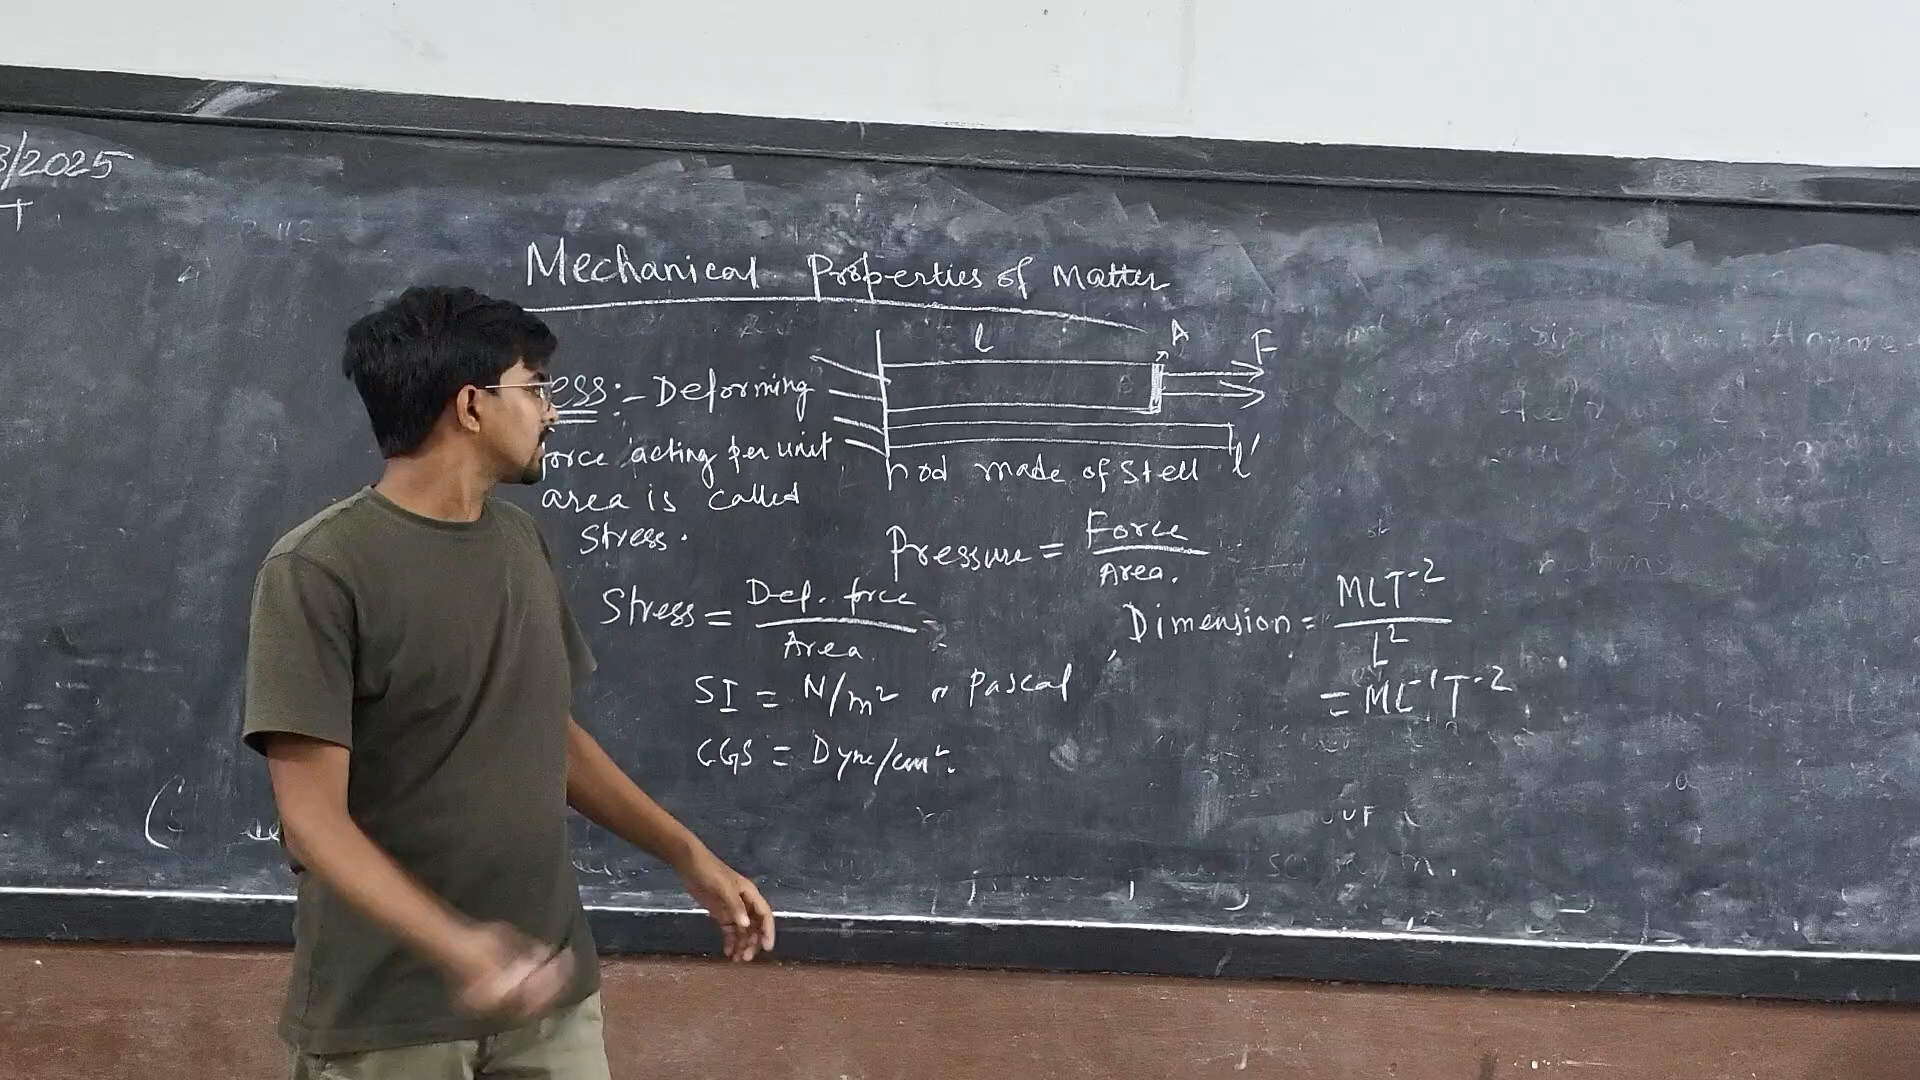 3/2025
Mechanical Properties of Matter
l A F
ess :- Deforming
force acting per unit
area is called
Stress.
rod made of Stell l'
Pressure = Force / Area.
Stress = Def. force / Area
Dimension = MLT-2 / L2
= ML-1T-2
SI = N/m2 or Pascal
CGS = Dyne/cm2.